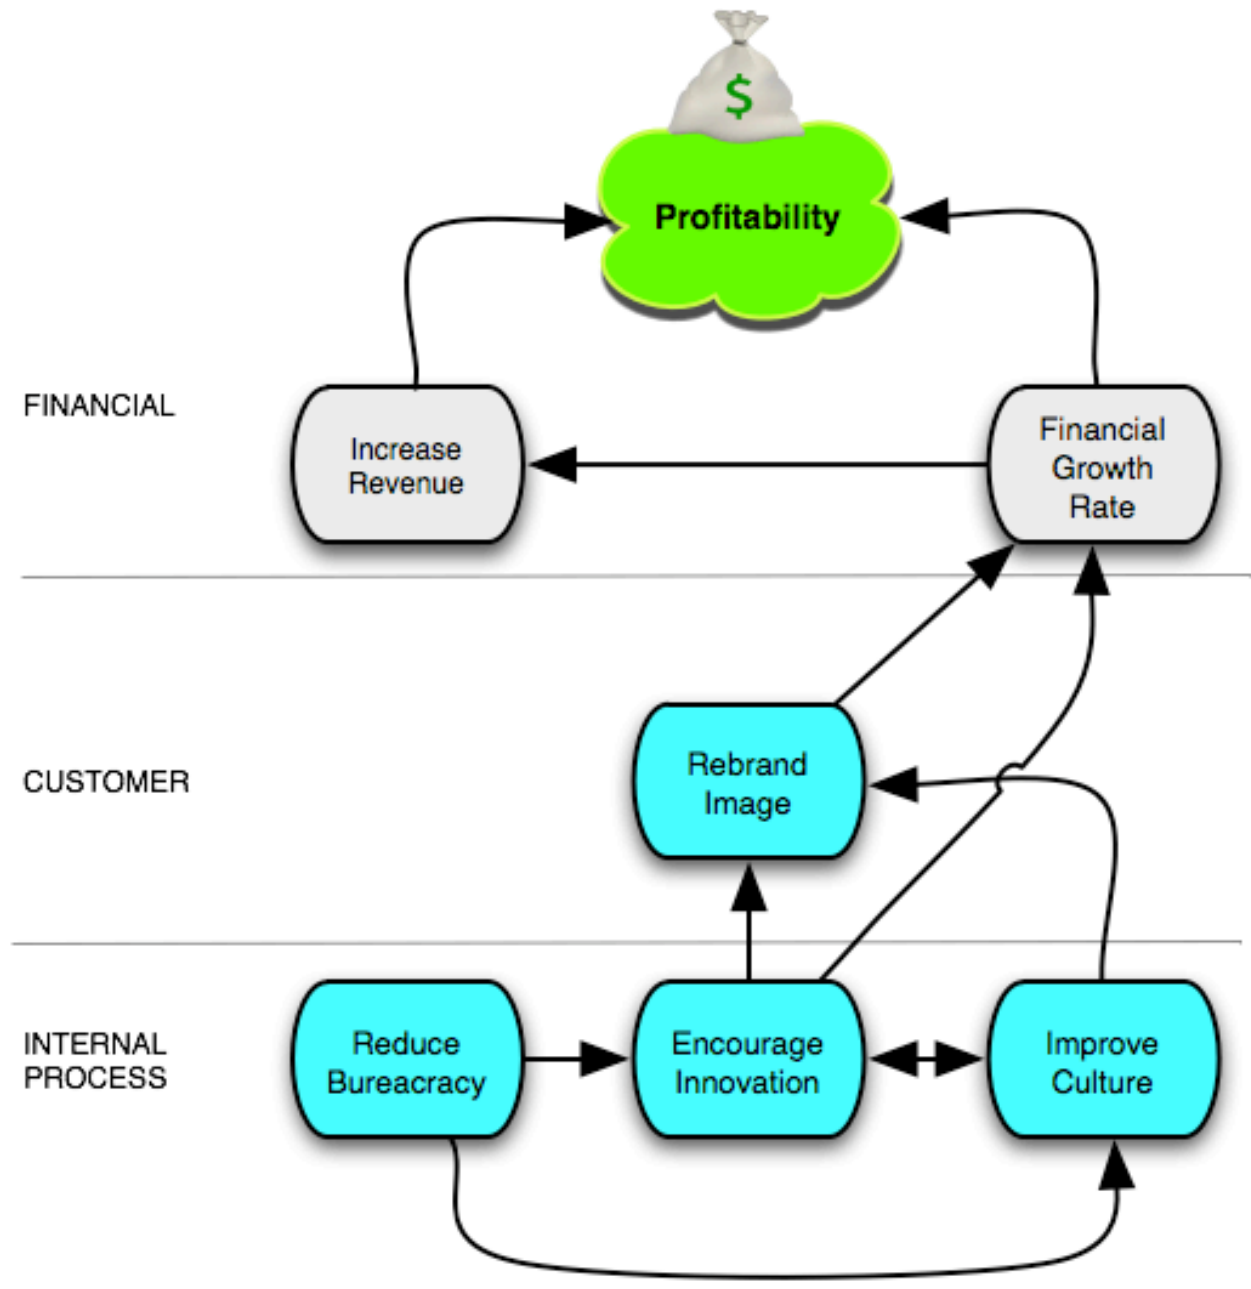 $
Profitability
FINANCIAL
Increase
Revenue
Financial
Growth
Rate
CUSTOMER
Rebrand
Image
INTERNAL
PROCESS
Reduce
Bureacracy
Encourage
Innovation
Improve
Culture